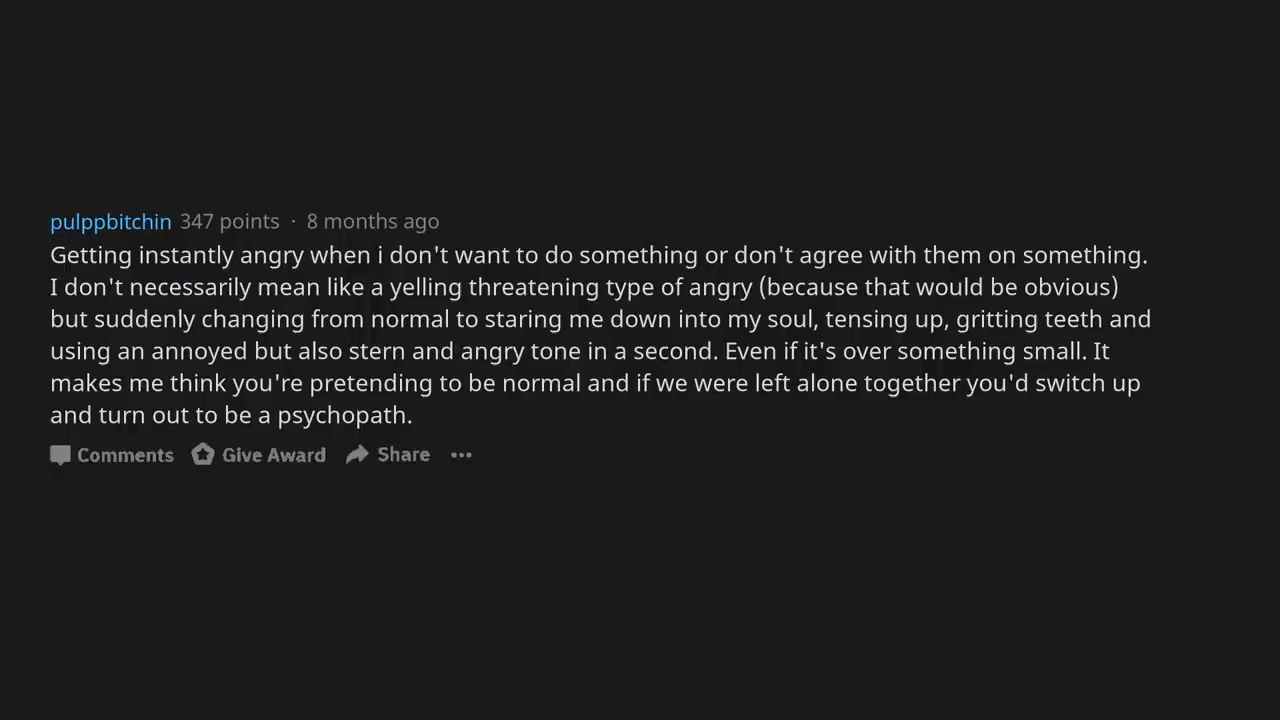 pulppbitchin 347 points · 8 months ago
Getting instantly angry when i don't want to do something or don't agree with them on something.
I don't necessarily mean like a yelling threatening type of angry (because that would be obvious)
but suddenly changing from normal to staring me down into my soul, tensing up, gritting teeth and
using an annoyed but also stern and angry tone in a second. Even if it's over something small. It
makes me think you're pretending to be normal and if we were left alone together you'd switch up
and turn out to be a psychopath.
Comments Give Award Share ···